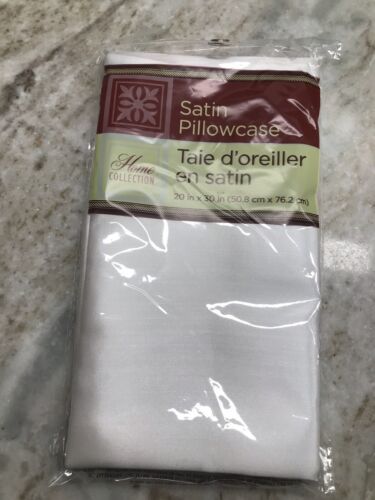 Satin
Pillowcase
Home
COLLECTION
Taie d'oreiller
en satin
20 in x 30 in (50.8 cm x 76.2 cm)